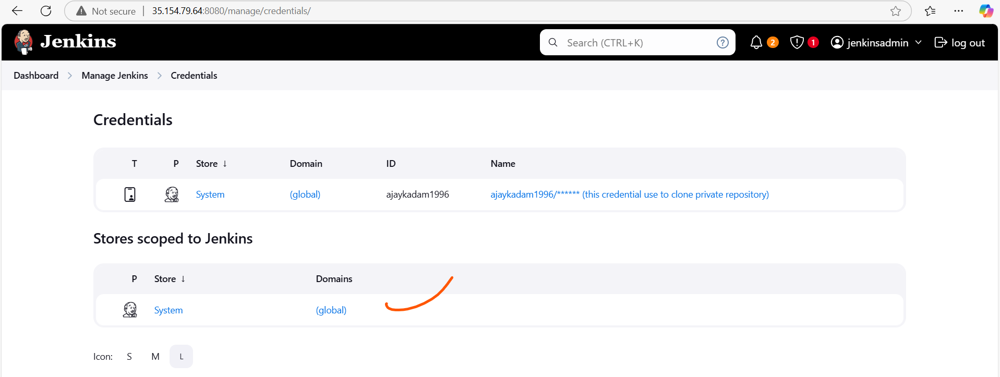 Not secure 35.154.79.64:8080/manage/credentials/
Jenkins Search (CTRL+K) ? 2 1 jenkinsadmin log out
Dashboard Manage Jenkins Credentials
Credentials
T P Store ↓ Domain ID Name
System (global) ajaykadam1996 ajaykadam1996/****** (this credential use to clone private repository)
Stores scoped to Jenkins
P Store ↓ Domains
System (global)
Icon: S M L